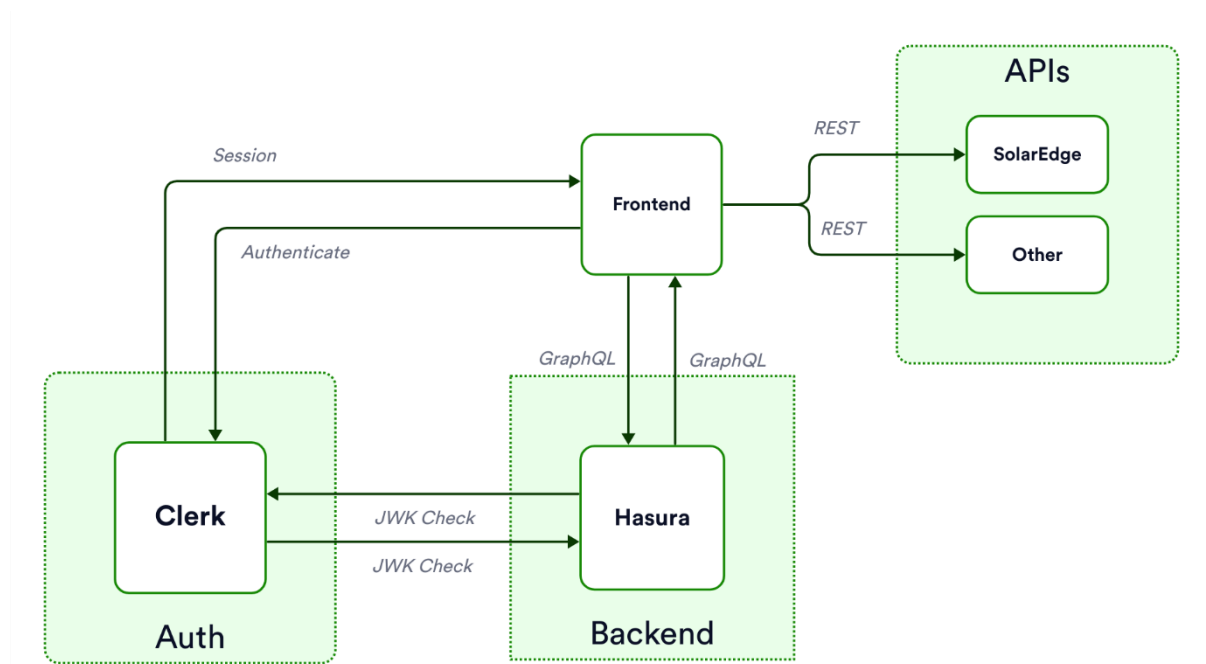 APIs
REST
SolarEdge
Session
Frontend
REST
Authenticate
Other
GraphQL
GraphQL
Clerk
Hasura
JWK Check
JWK Check
Auth
Backend